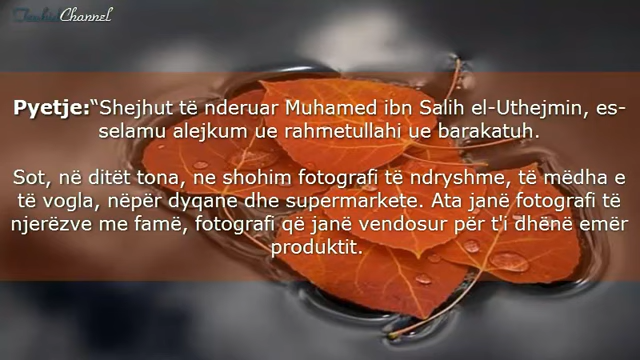 Tawhid Channel
Pyetje:“Shejhut të nderuar Muhamed ibn Salih el-Uthejmin, es-
selamu alejkum ue rahmetullahi ue barakatuh.
Sot, në ditët tona, ne shohim fotografi të ndryshme, të mëdha e
të vogla, nëpër dyqane dhe supermarkete. Ata janë fotografi të
njerëzve me famë, fotografi që janë vendosur për t'i dhënë emër
produktit.